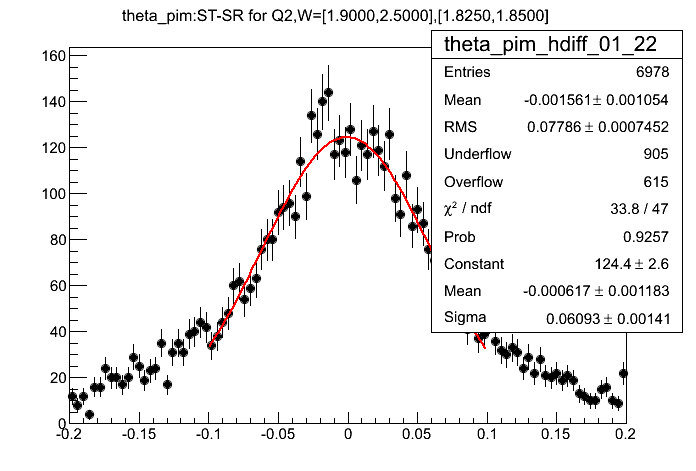 theta_pim:ST-SR for Q2,W=[1.9000,2.5000],[1.8250,1.8500]
theta_pim_hdiff_01_22
Entries 6978
Mean -0.001561 ± 0.001054
RMS 0.07786 ± 0.0007452
Underflow 905
Overflow 615
χ² / ndf 33.8 / 47
Prob 0.9257
Constant 124.4 ± 2.6
Mean -0.000617 ± 0.001183
Sigma 0.06093 ± 0.00141
160
140
120
100
80
60
40
20
0
-0.2 -0.15 -0.1 -0.05 0 0.05 0.1 0.15 0.2